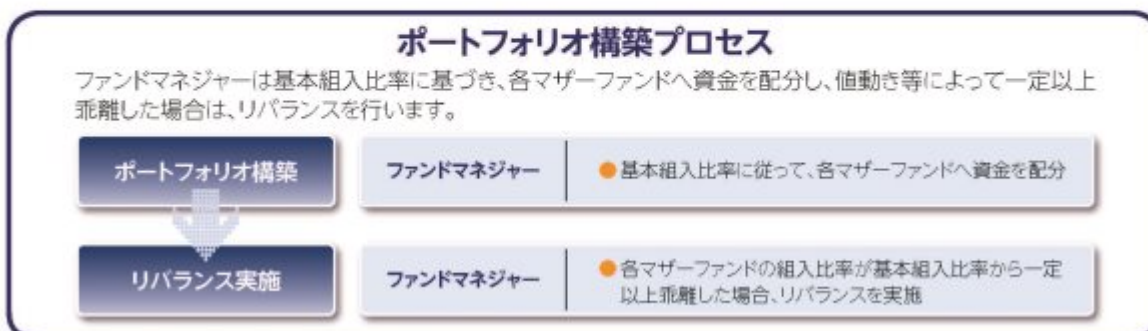 ポートフォリオ構築プロセス
ファンドマネジャーは基本組入比率に基づき、各マザーファンドへ資金を配分し、値動き等によって一定以上
乖離した場合は、リバランスを行います。
ポートフォリオ構築
ファンドマネジャー
●基本組入比率に従って、各マザーファンドへ資金を配分
リバランス実施
ファンドマネジャー
●各マザーファンドの組入比率が基本組入比率から一定
以上乖離した場合、リバランスを実施